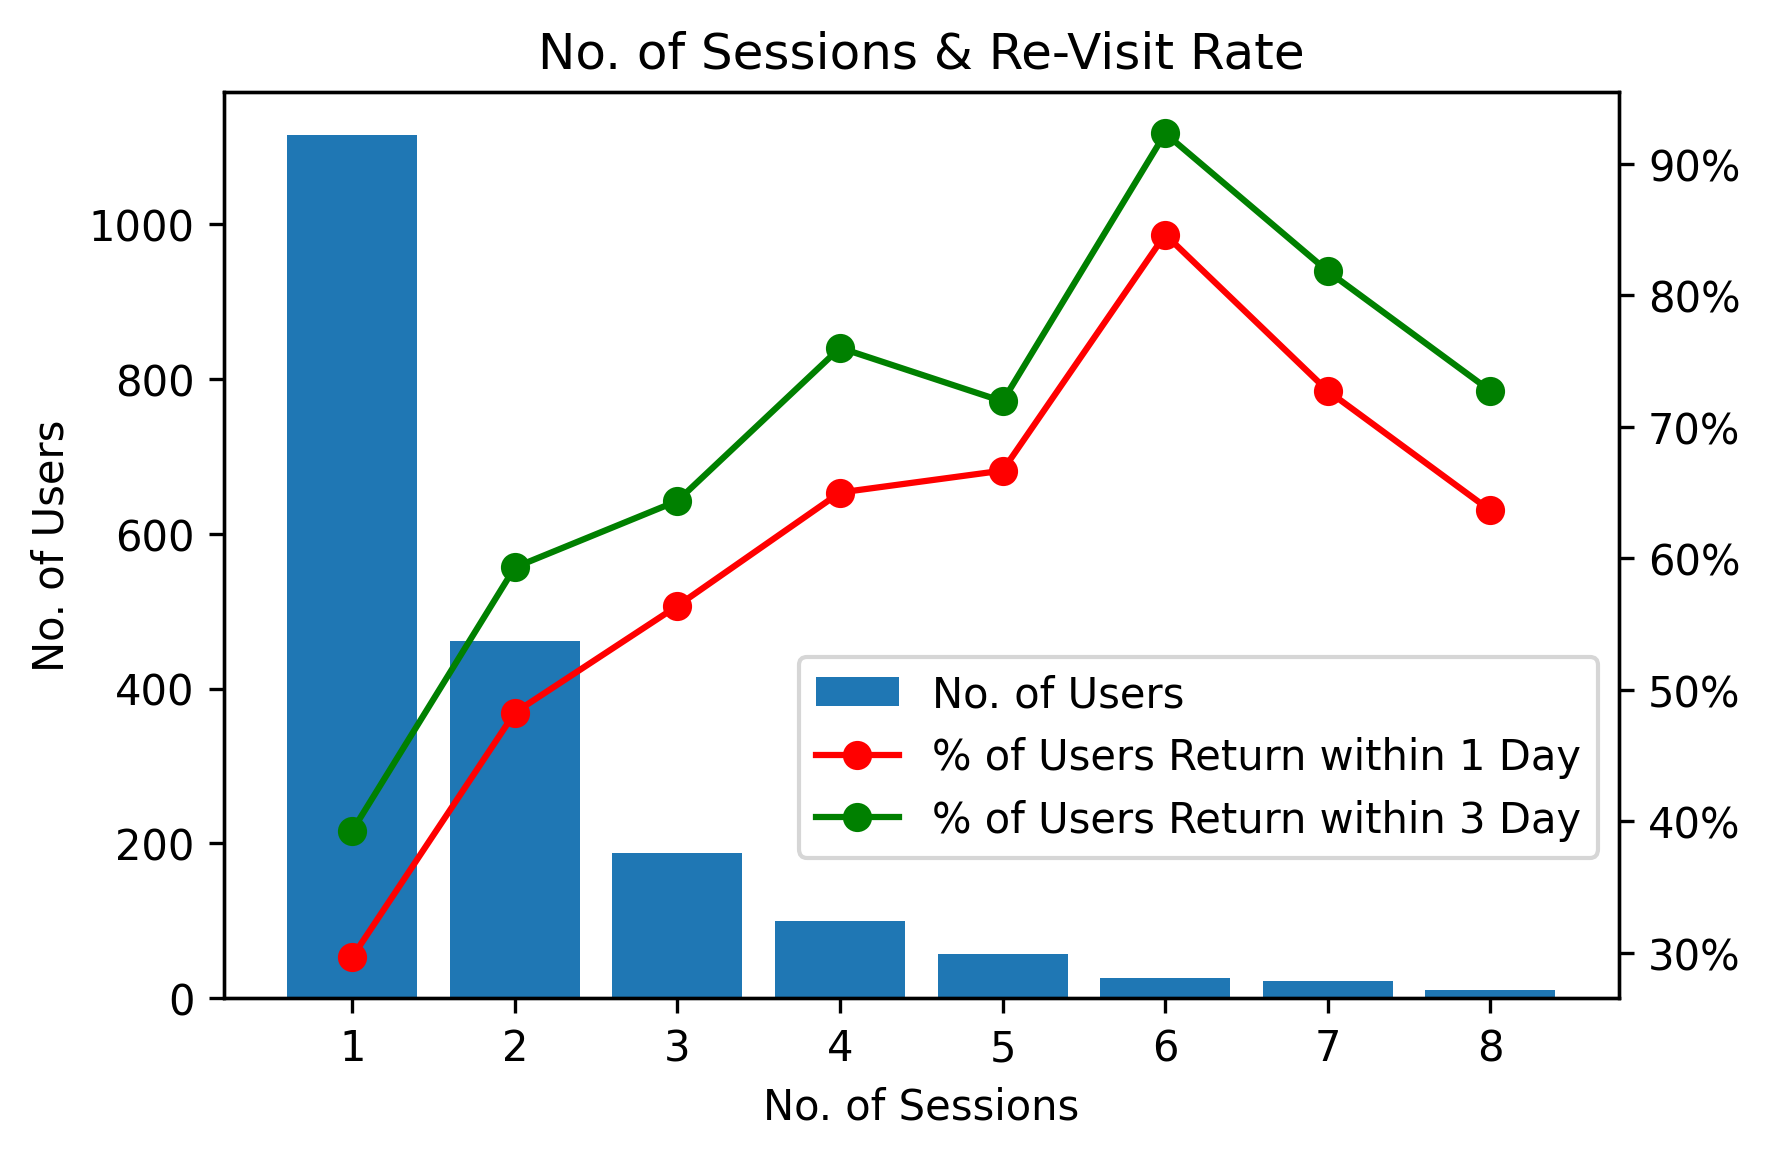 No. of Sessions & Re-Visit Rate
No. of Users
1000
800
600
400
200
0
90%
80%
70%
60%
50%
40%
30%
No. of Users
% of Users Return within 1 Day
% of Users Return within 3 Day
1 2 3 4 5 6 7 8
No. of Sessions